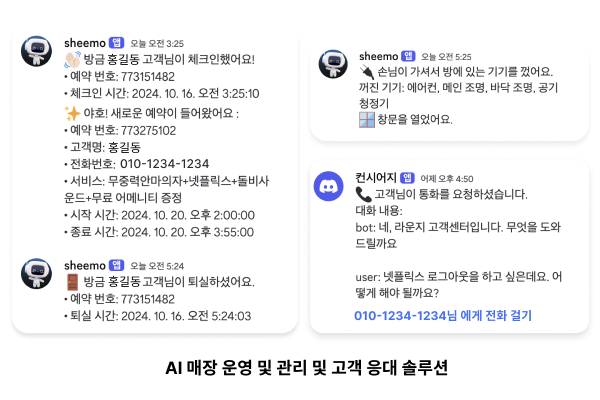 sheemo 앱 오늘 오전 3:25
👋🏻 방금 홍길동 고객님이 체크인했어요!
• 예약 번호: 773151482
• 체크인 시간: 2024. 10. 16. 오전 3:25:10
✨ 야호! 새로운 예약이 들어왔어요 :
• 예약 번호: 773275102
• 고객명: 홍길동
• 전화번호: 010-1234-1234
• 서비스: 무중력안마의자+넷플릭스+돌비사
운드+무료 어메니티 증정
• 시작 시간: 2024. 10. 20. 오후 2:00:00
• 종료 시간: 2024. 10. 20. 오후 3:55:00
sheemo 앱 오늘 오전 5:24
🚪 방금 홍길동 고객님이 퇴실하셨어요.
• 예약 번호: 773151482
• 퇴실 시간: 2024. 10. 16. 오전 5:24:03
sheemo 앱 오늘 오전 5:25
🔌 손님이 가셔서 방에 있는 기기를 껐어요.
꺼진 기기: 에어컨, 메인 조명, 바닥 조명, 공기
청정기
🪟 창문을 열었어요.
컨시어지 앱 어제 오후 4:50
📞 고객님이 통화를 요청하셨습니다.
대화 내용:
bot: 네, 라운지 고객센터입니다. 무엇을 도와
드릴까요
user: 넷플릭스 로그아웃을 하고 싶은데요. 어
떻게 해야 될까요?
010-1234-1234님 에게 전화 걸기
AI 매장 운영 및 관리 및 고객 응대 솔루션